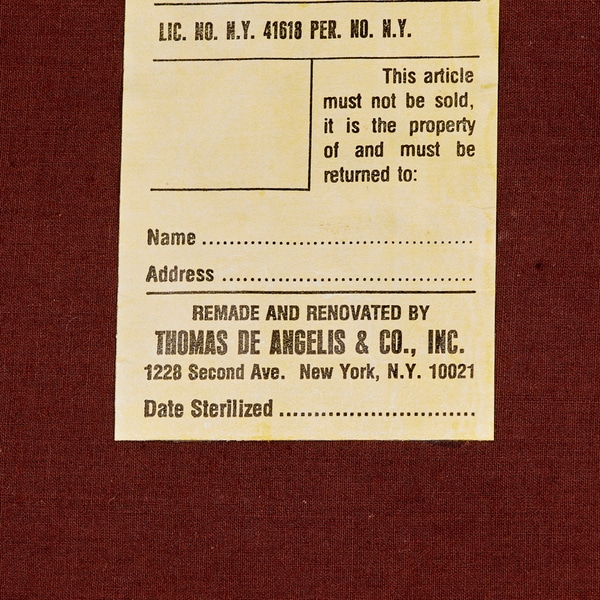 LIC. NO. N.Y. 41618 PER. NO. N.Y.
This article
must not be sold,
it is the property
of and must be
returned to:
Name ........................................
Address ....................................
REMADE AND RENOVATED BY
THOMAS DE ANGELIS & CO., INC.
1228 Second Ave. New York, N.Y. 10021
Date Sterilized ............................